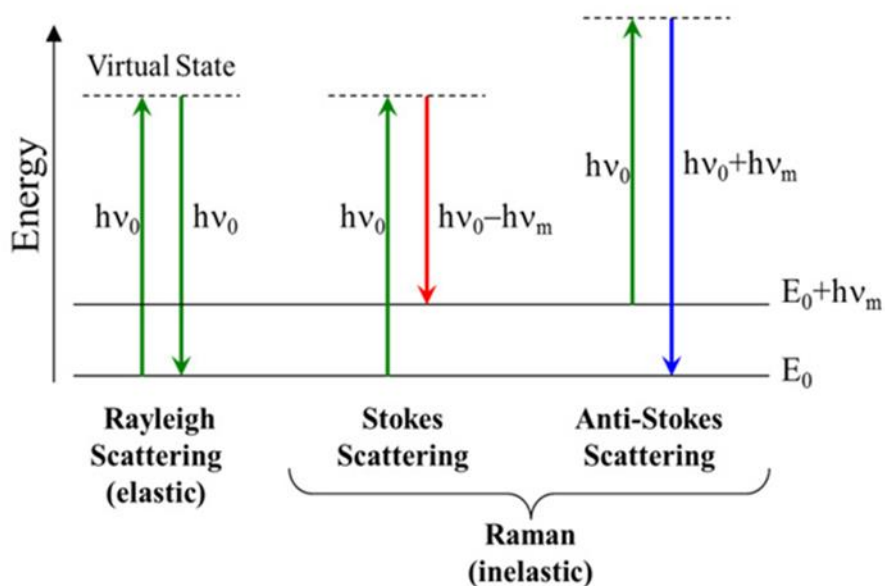 Energy
Virtual State
hν₀
hν₀
hν₀
hν₀–hνₘ
hν₀
hν₀+hνₘ
E₀+hνₘ
E₀
Rayleigh
Scattering
(elastic)
Stokes
Scattering
Anti-Stokes
Scattering
Raman
(inelastic)